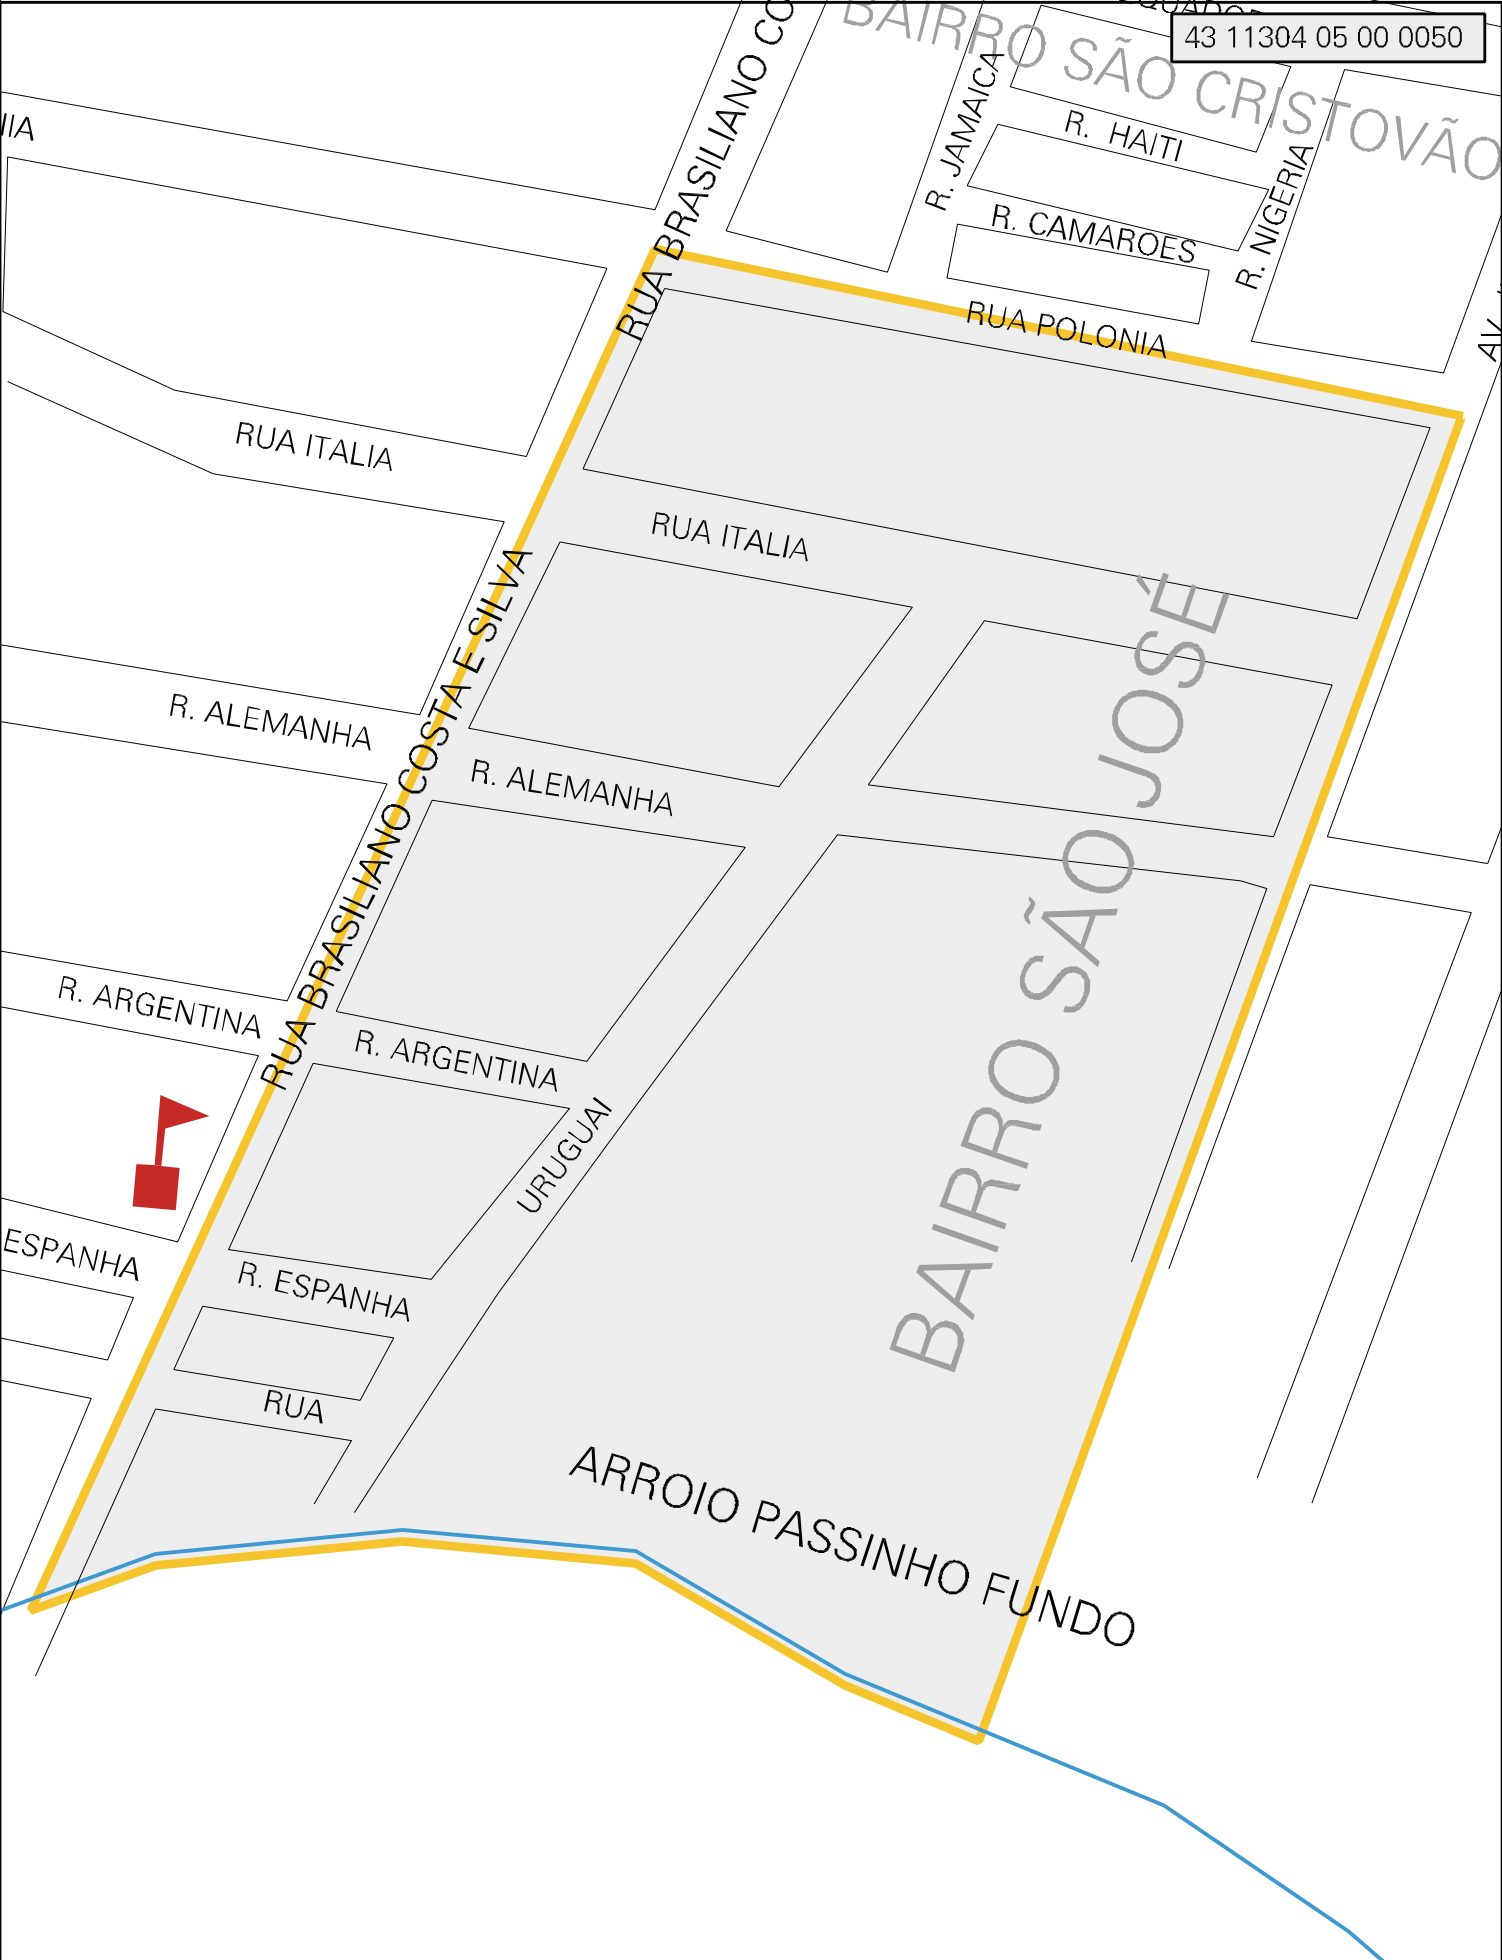 43 11304 05 00 0050
BAIRRO SÃO CRISTOVÃO
R. JAMAICA
R. HAITI
R. CAMAROES
R. NIGERIA
RUA BRASILIANO CO
RUA POLONIA
AV.
RUA ITALIA
RUA ITALIA
RUA BRASILIANO COSTA E SILVA
R. ALEMANHA
R. ALEMANHA
BAIRRO SÃO JOSÉ
R. ARGENTINA
R. ARGENTINA
URUGUAI
ESPANHA
R. ESPANHA
RUA
ARROIO PASSINHO FUNDO